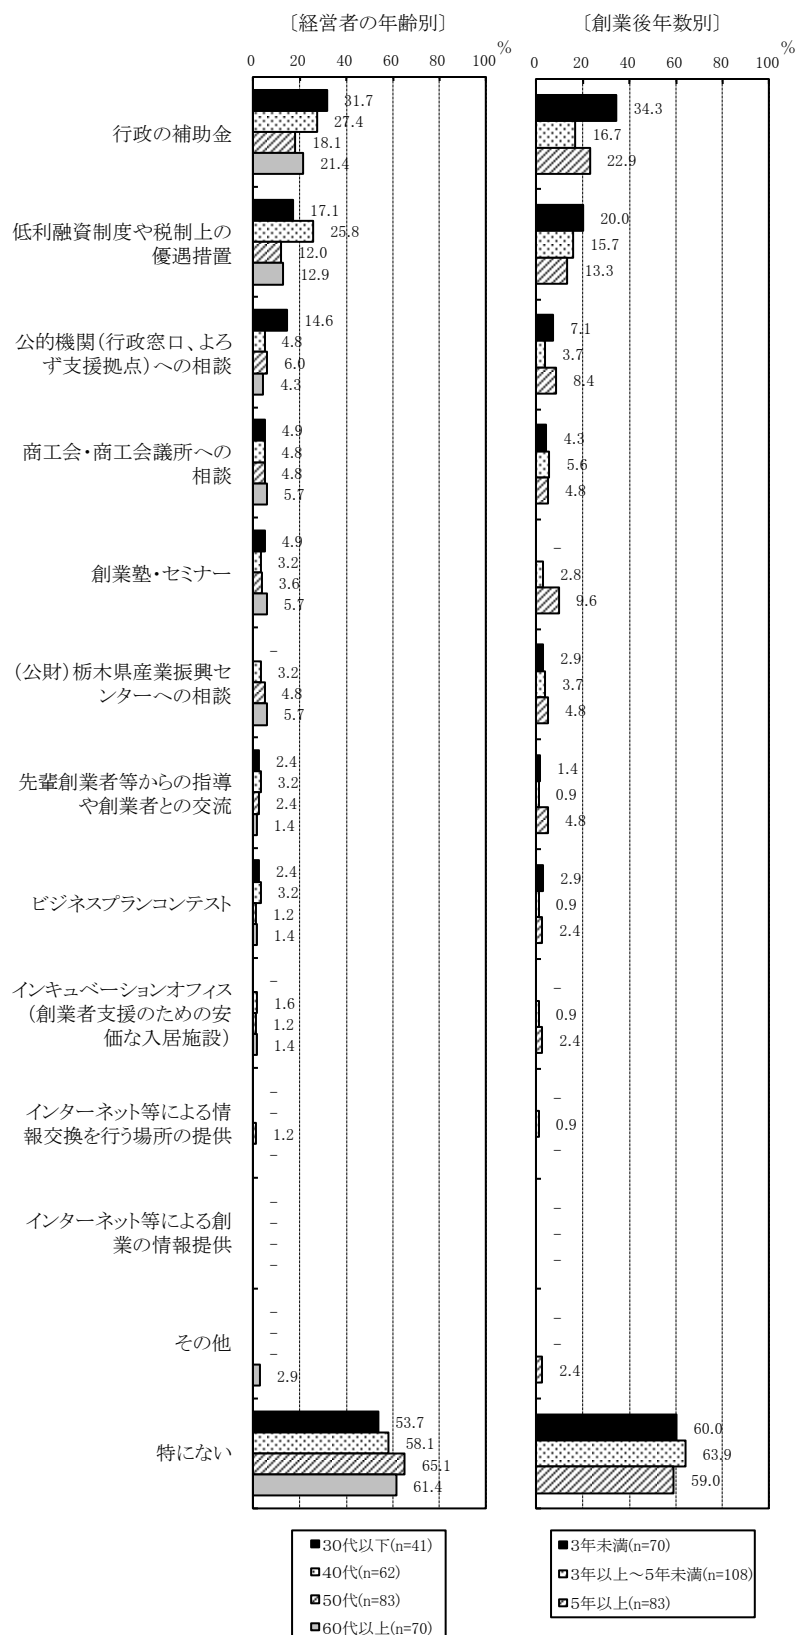 〔経営者の年齢別〕
〔創業後年数別〕
0 20 40 60 80 100 %
0 20 40 60 80 100 %
行政の補助金
31.7
27.4
18.1
21.4
34.3
16.7
22.9
低利融資制度や税制上の
優遇措置
17.1
25.8
12.0
12.9
20.0
15.7
13.3
公的機関（行政窓口、よろ
ず支援拠点）への相談
14.6
4.8
6.0
4.3
7.1
3.7
8.4
商工会・商工会議所への
相談
4.9
4.8
4.8
5.7
4.3
5.6
4.8
創業塾・セミナー
4.9
3.2
3.6
5.7
–
2.8
9.6
（公財）栃木県産業振興セ
ンターへの相談
–
3.2
4.8
5.7
2.9
3.7
4.8
先輩創業者等からの指導
や創業者との交流
2.4
3.2
2.4
1.4
1.4
0.9
4.8
ビジネスプランコンテスト
2.4
3.2
1.2
1.4
2.9
0.9
2.4
インキュベーションオフィス
（創業者支援のための安
価な入居施設）
–
1.6
1.2
1.4
–
0.9
2.4
インターネット等による情
報交換を行う場所の提供
–
–
1.2
–
–
0.9
–
インターネット等による創
業の情報提供
–
–
–
–
–
–
–
その他
–
–
–
2.9
–
–
2.4
特にない
53.7
58.1
65.1
61.4
60.0
63.9
59.0
30代以下(n=41)
40代(n=62)
50代(n=83)
60代以上(n=70)
3年未満(n=70)
3年以上～5年未満(n=108)
5年以上(n=83)